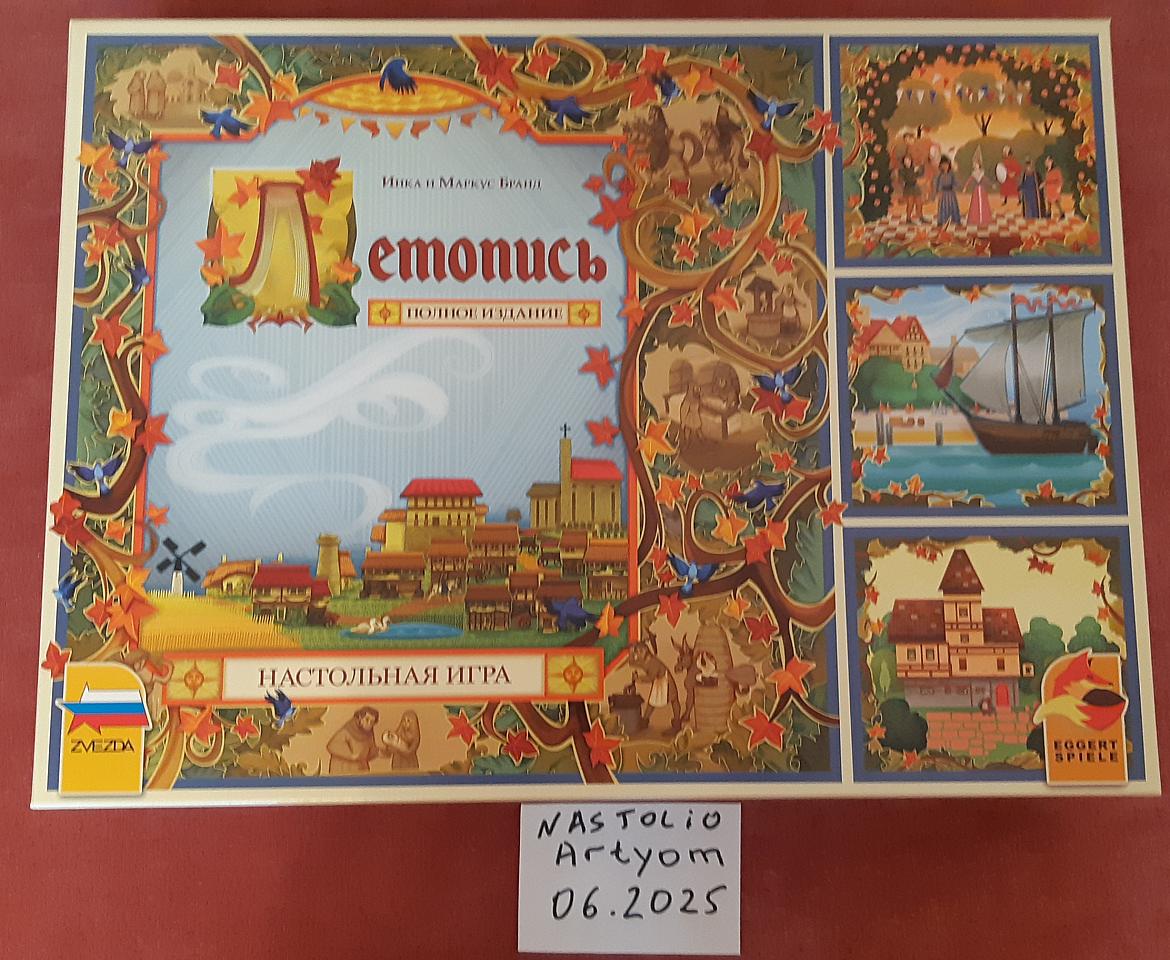 Инка и Маркус Бранд
Летопись
ПОЛНОЕ ИЗДАНИЕ
НАСТОЛЬНАЯ ИГРА
ZVEZDA
EGGERT
SPIELE
NASTOLiO
Artyom
06.2025